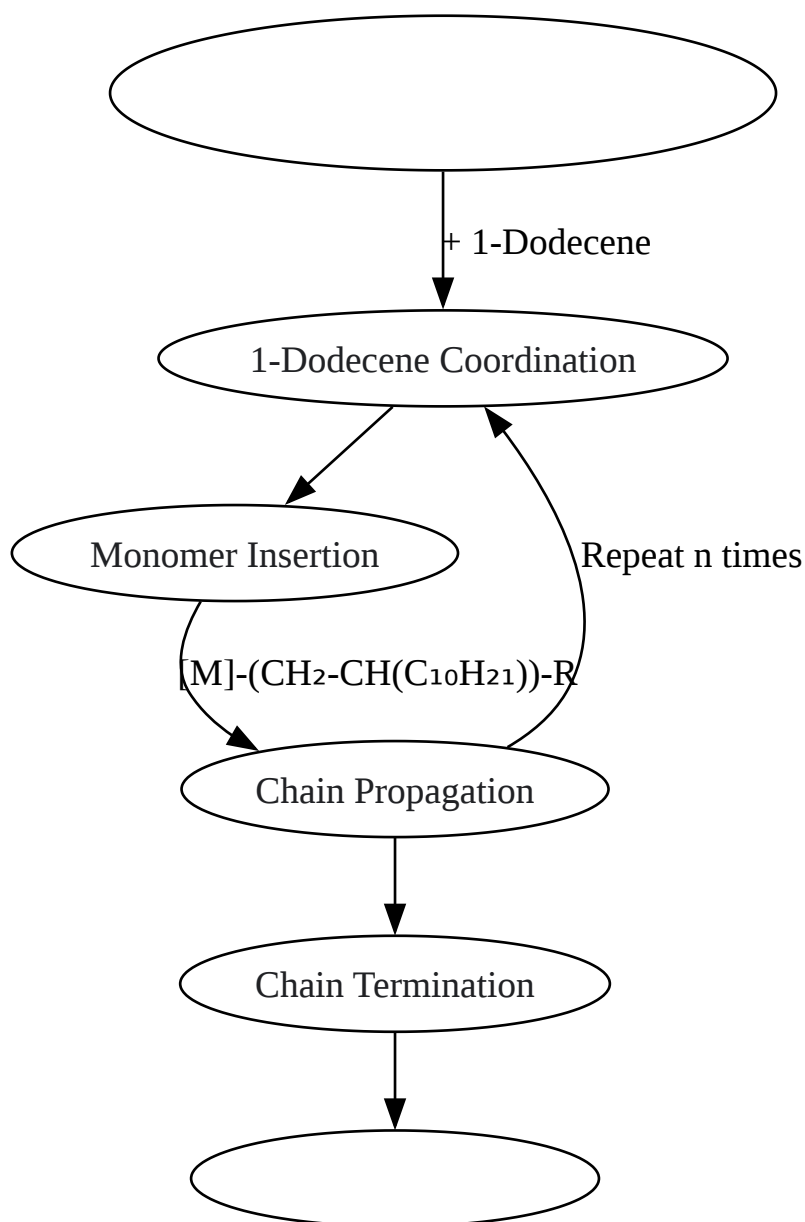 + 1-Dodecene
1-Dodecene Coordination
Monomer Insertion
Repeat n times
[M]-(CH₂-CH(C₁₀H₂₁))-R
Chain Propagation
Chain Termination